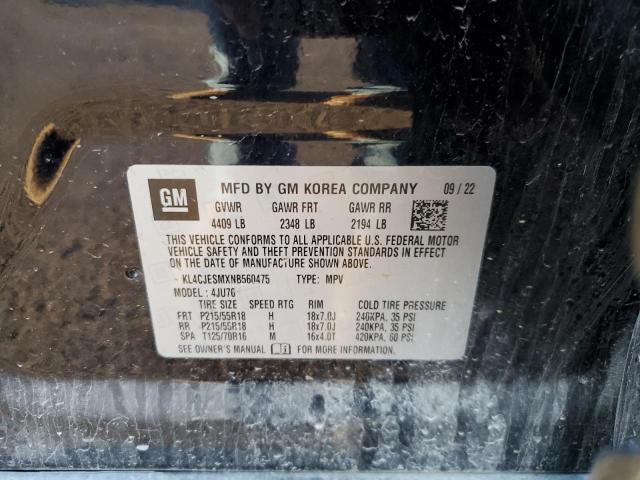 GM MFD BY GM KOREA COMPANY 09 / 22
GVWR GAWR FRT GAWR RR
4409 LB 2348 LB 2194 LB
THIS VEHICLE CONFORMS TO ALL APPLICABLE U.S. FEDERAL MOTOR
VEHICLE SAFETY AND THEFT PREVENTION STANDARDS IN EFFECT
ON THE DATE OF MANUFACTURE SHOWN ABOVE.
KL4CJESMXNB560475 TYPE: MPV
MODEL : 4JU76
TIRE SIZE SPEED RTG RIM COLD TIRE PRESSURE
FRT P215/55R18 H 18x7.0J 240KPA, 35 PSI
RR P215/55R18 H 18x7.0J 240KPA, 35 PSI
SPA T125/70R16 M 16x4.0T 420KPA, 60 PSI
SEE OWNER'S MANUAL FOR MORE INFORMATION.